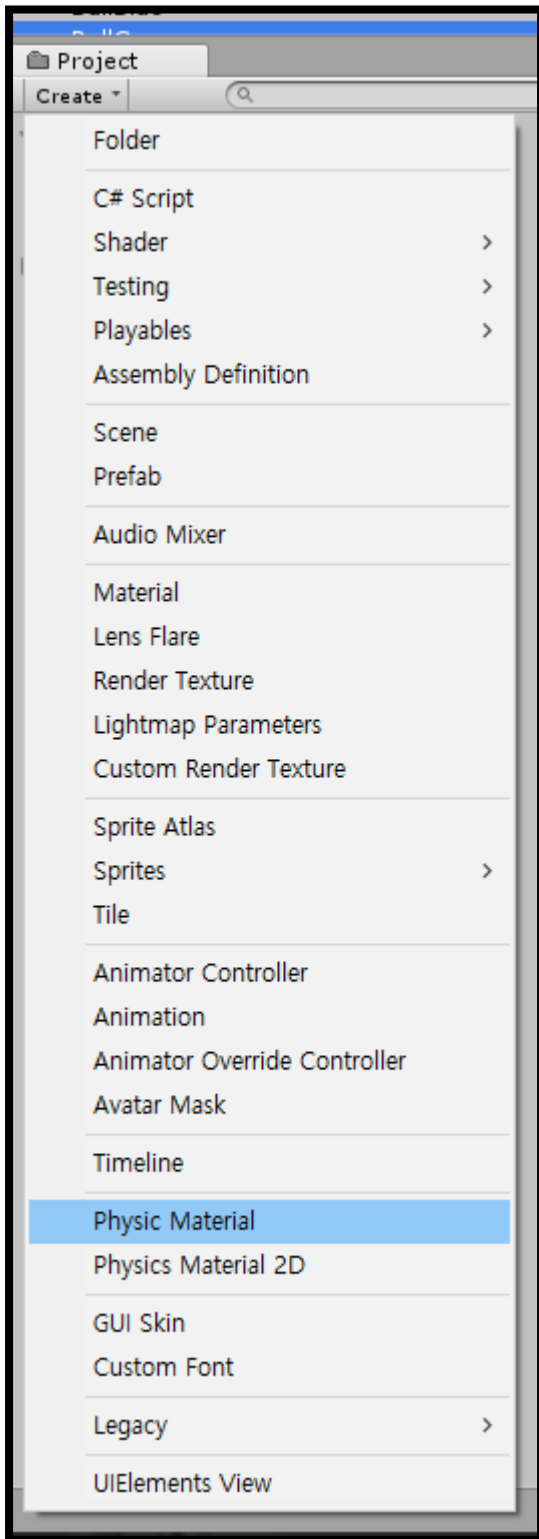 Project
Create
Folder
C# Script
Shader
Testing
Playables
Assembly Definition
Scene
Prefab
Audio Mixer
Material
Lens Flare
Render Texture
Lightmap Parameters
Custom Render Texture
Sprite Atlas
Sprites
Tile
Animator Controller
Animation
Animator Override Controller
Avatar Mask
Timeline
Physic Material
Physics Material 2D
GUI Skin
Custom Font
Legacy
UIElements View